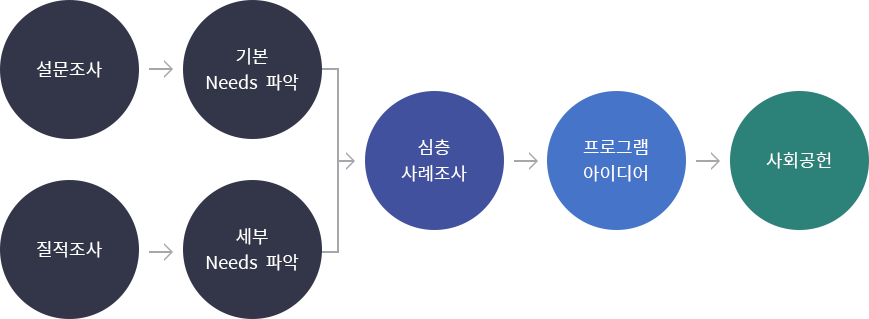 설문조사
기본
Needs 파악
질적조사
세부
Needs 파악
심층
사례조사
프로그램
아이디어
사회공헌